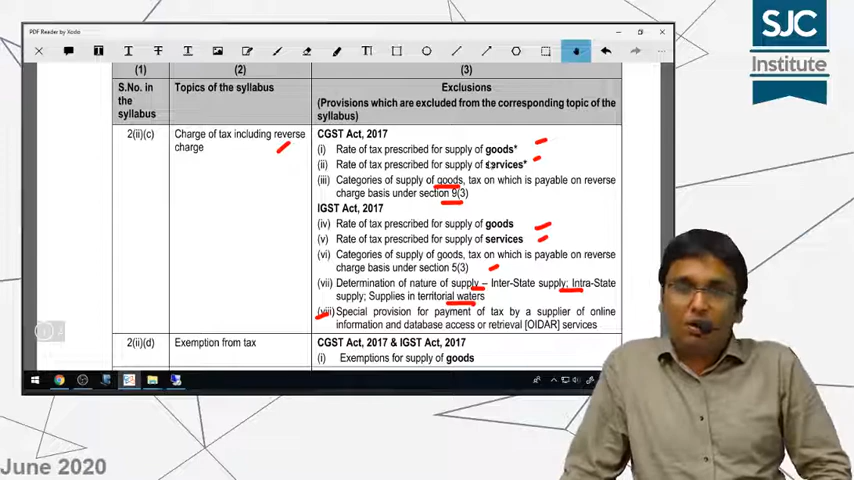 PDF Reader by Xodo
SJC
Institute
(1) (2) (3)
S.No. in the syllabus
Topics of the syllabus
Exclusions
(Provisions which are excluded from the corresponding topic of the
syllabus)
2(ii)(c)
Charge of tax including reverse
charge
CGST Act, 2017
(i) Rate of tax prescribed for supply of goods*
(ii) Rate of tax prescribed for supply of services*
(iii) Categories of supply of goods, tax on which is payable on reverse
charge basis under section 9(3)
IGST Act, 2017
(iv) Rate of tax prescribed for supply of goods
(v) Rate of tax prescribed for supply of services
(vi) Categories of supply of goods, tax on which is payable on reverse
charge basis under section 5(3)
(vii) Determination of nature of supply – Inter-State supply; Intra-State
supply; Supplies in territorial waters
(viii) Special provision for payment of tax by a supplier of online
information and database access or retrieval [OIDAR] services
2(ii)(d)
Exemption from tax
CGST Act, 2017 & IGST Act, 2017
(i) Exemptions for supply of goods
June 2020